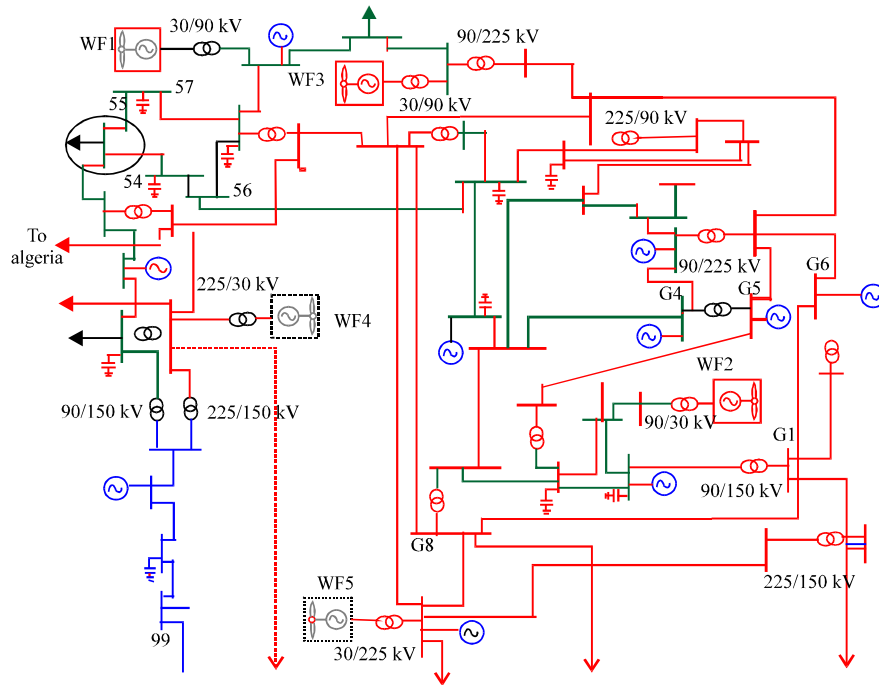 30/90 kV
WF1
WF3
90/225 kV
30/90 kV
57
55
225/90 kV
54
56
To
algeria
90/225 kV
G6
G5
G4
225/30 kV
WF4
WF2
90/150 kV
225/150 kV
90/30 kV
G1
90/150 kV
G8
225/150 kV
WF5
99
30/225 kV